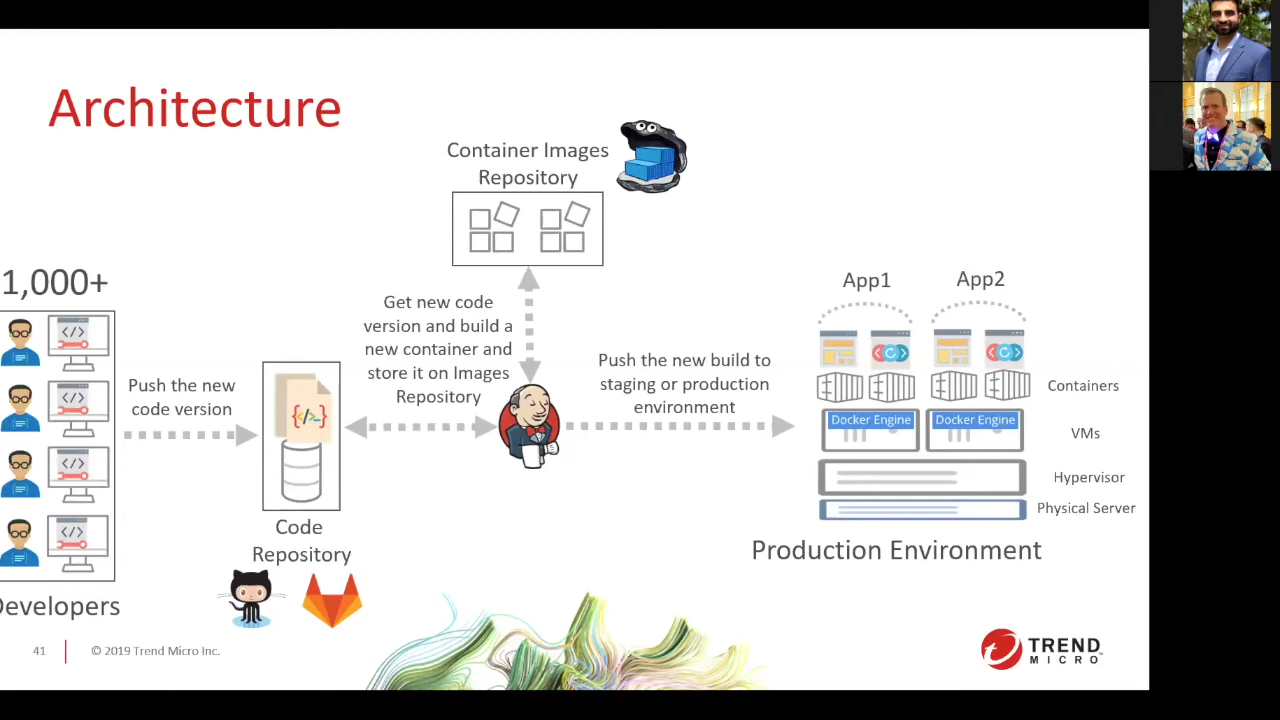 Architecture
Container Images
Repository
1,000+
Get new code
version and build a
new container and
store it on Images
Repository
App1
App2
Push the new
code version
Push the new build to
staging or production
environment
Containers
Docker Engine
Docker Engine
VMs
Hypervisor
Physical Server
Code
Repository
Production Environment
Developers
41
© 2019 Trend Micro Inc.
TREND
MICRO™